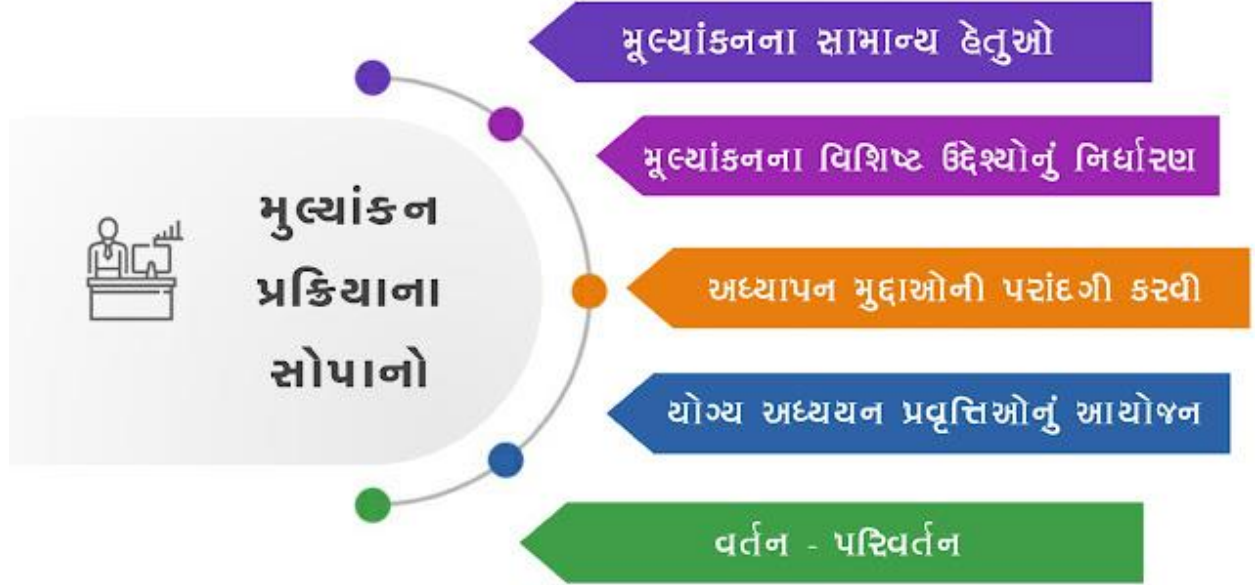 મુલ્યાંકન
પ્રક્રિયાના
સોપાનો
મૂલ્યાંકનના સામાન્ય હેતુઓ
મૂલ્યાંકનના વિશિષ્ટ ઉદ્દેશ્યોનું નિર્ધારણ
અધ્યાપન મુદ્દાઓની પસંદગી કરવી
યોગ્ય અધ્યયન પ્રવૃત્તિઓનું આયોજન
વર્તન - પરિવર્તન